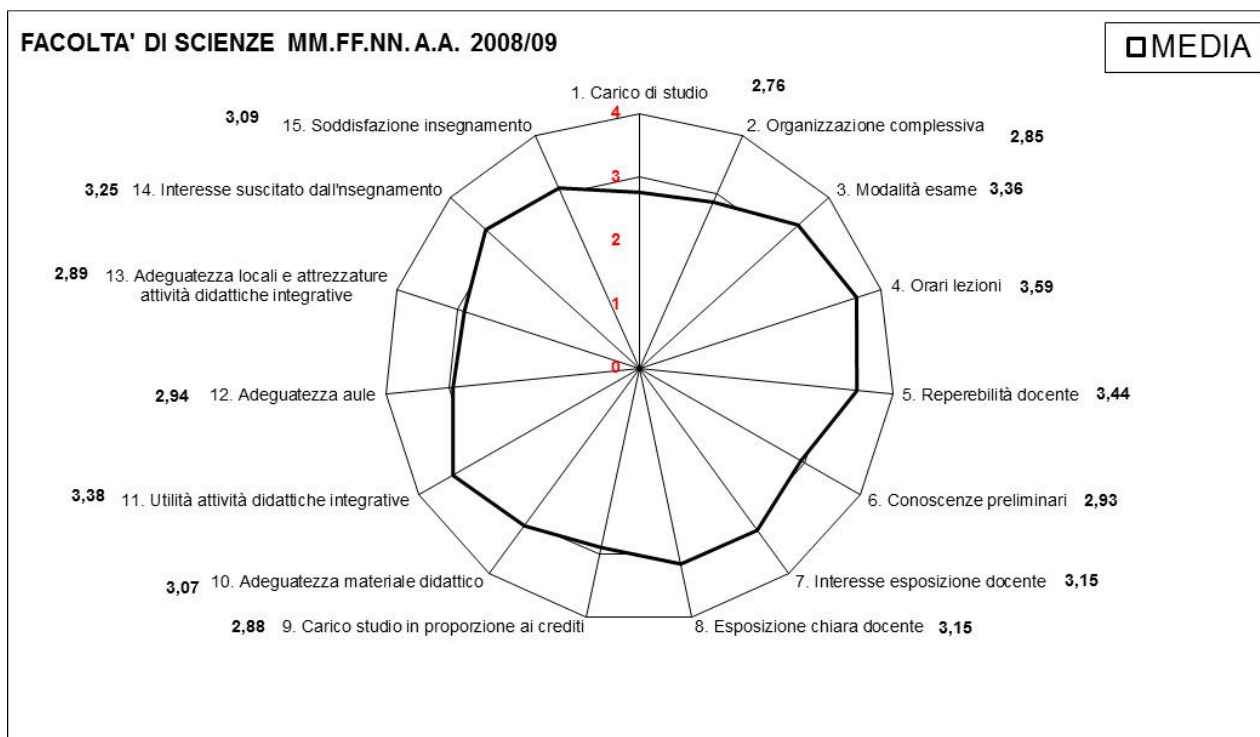 FACOLTA' DI SCIENZE MM.FF.NN. A.A. 2008/09
MEDIA
1. Carico di studio 2,76
2. Organizzazione complessiva 2,85
3. Modalità esame 3,36
4. Orari lezioni 3,59
5. Reperebilità docente 3,44
6. Conoscenze preliminari 2,93
7. Interesse esposizione docente 3,15
8. Esposizione chiara docente 3,15
2,88 9. Carico studio in proporzione ai crediti
3,07 10. Adeguatezza materiale didattico
3,38 11. Utilità attività didattiche integrative
2,94 12. Adeguatezza aule
2,89 13. Adeguatezza locali e attrezzature
attività didattiche integrative
3,25 14. Interesse suscitato dall'nsegnamento
3,09 15. Soddisfazione insegnamento
4
3
2
1
0